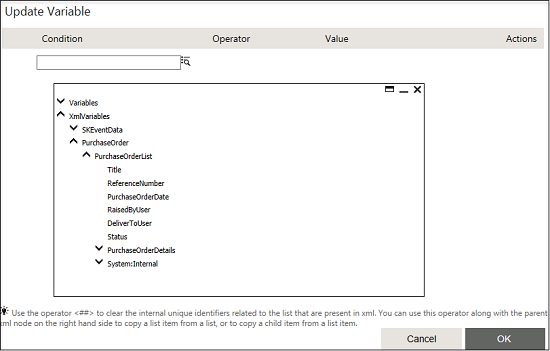 Update Variable
Condition Operator Value Actions
Variables
XmlVariables
SKEventData
PurchaseOrder
PurchaseOrderList
Title
ReferenceNumber
PurchaseOrderDate
RaisedByUser
DeliverToUser
Status
PurchaseOrderDetails
System:Internal
Use the operator <##> to clear the internal unique identifiers related to the list that are present in xml. You can use this operator along with the parent
xml node on the right hand side to copy a list item from a list, or to copy a child item from a list item.
Cancel OK